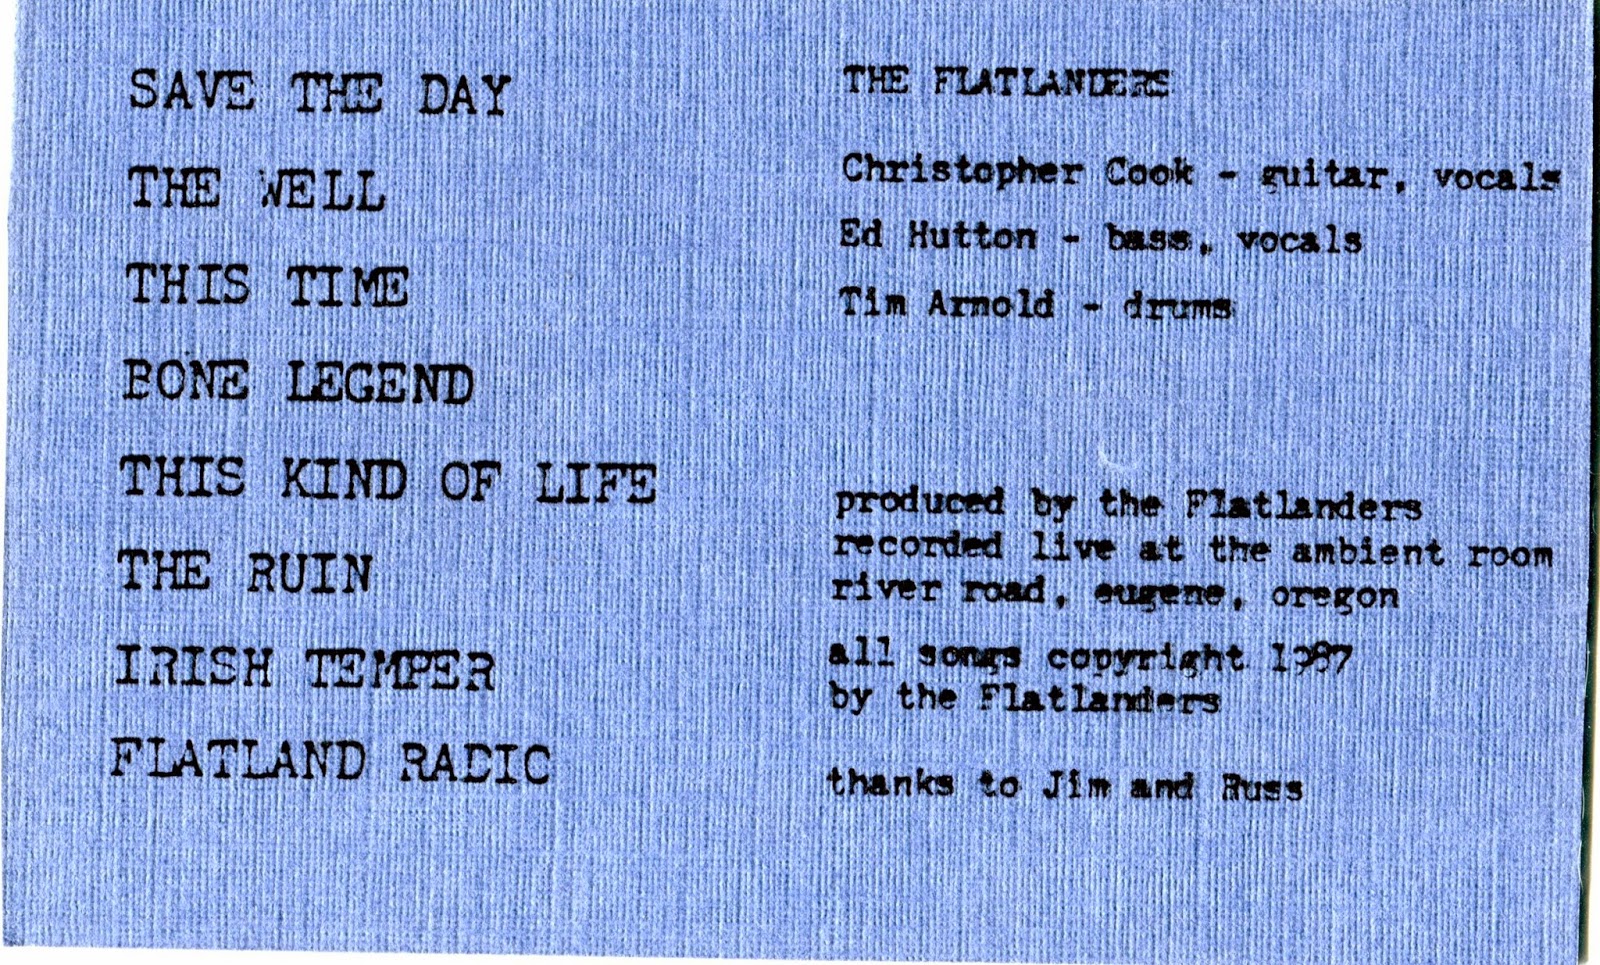 SAVE THE DAY
THE WELL
THIS TIME
BONE LEGEND
THIS KIND OF LIFE
THE RUIN
IRISH TEMPER
FLATLAND RADIO
THE FLATLANDERS
Christopher Cook - guitar, vocals
Ed Hutton - bass, vocals
Tim Arnold - drums
produced by the Flatlanders
recorded live at the ambient room
river road, eugene, oregon
all songs copyright 1987
by the Flatlanders
thanks to Jim and Russ